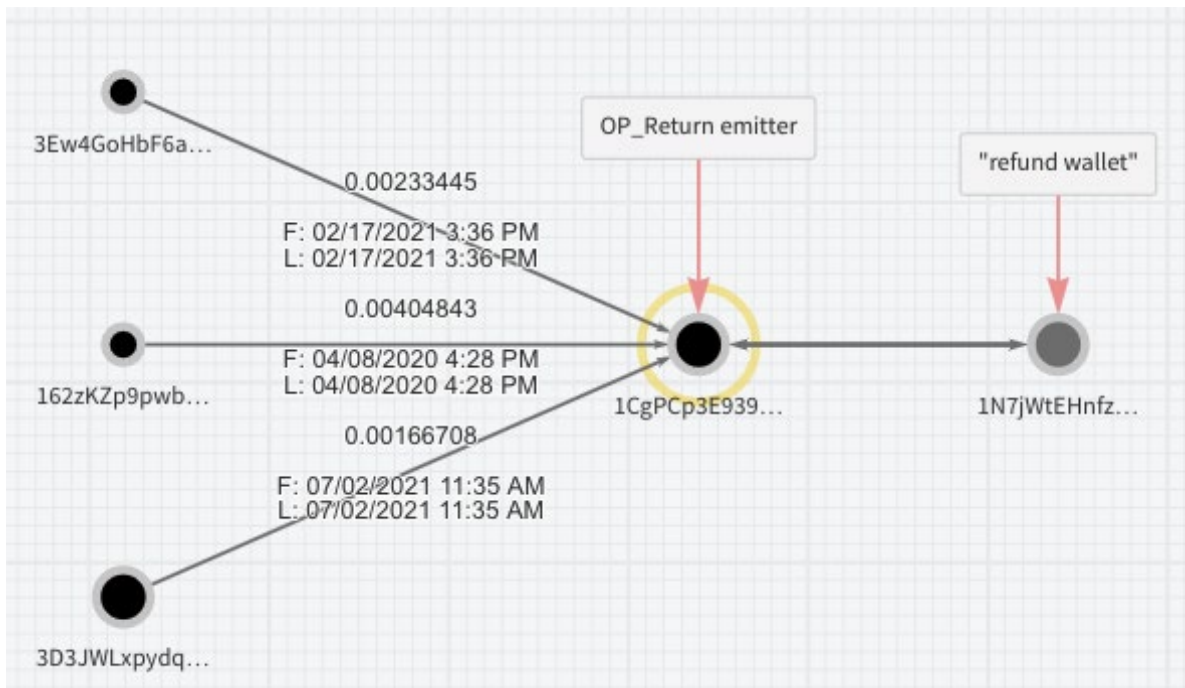 3Ew4GoHbF6a...
OP_Return emitter
"refund wallet"
0.00233445
F: 02/17/2021 3:36 PM
L: 02/17/2021 3:36 PM
0.00404843
F: 04/08/2020 4:28 PM
L: 04/08/2020 4:28 PM
162zKZp9pwb...
1CgPCp3E939...
1N7jWtEHnfz...
0.00166708
F: 07/02/2021 11:35 AM
L: 07/02/2021 11:35 AM
3D3JWLxpydq...